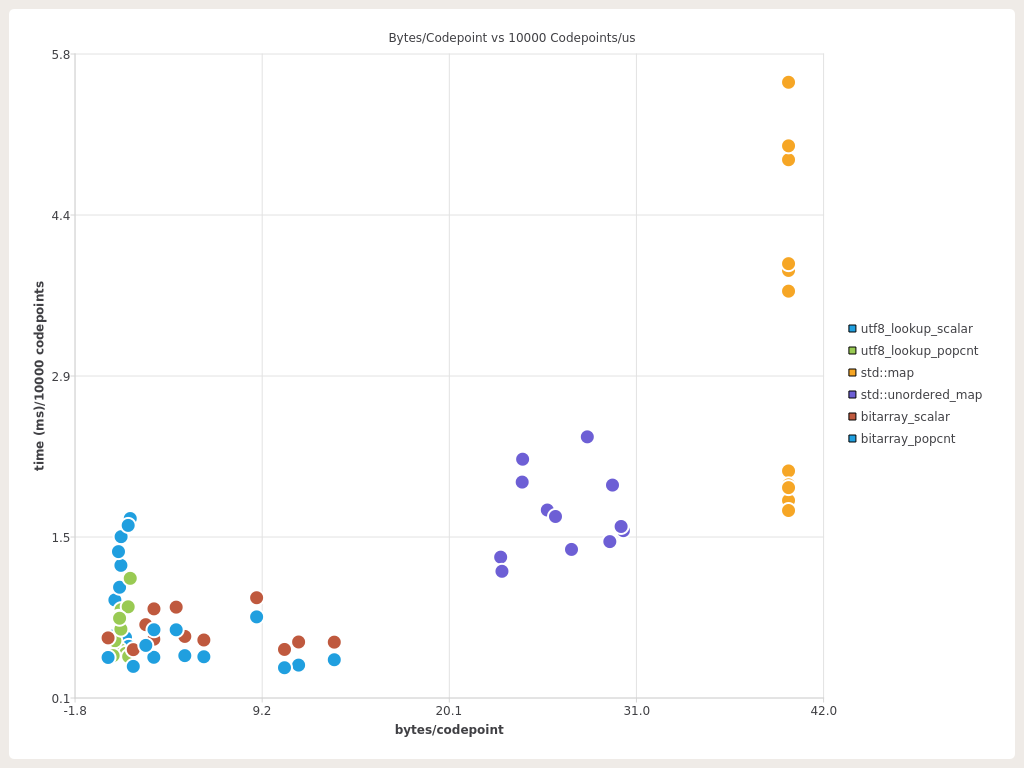 Bytes/Codepoint vs 10000 Codepoints/us
5.8
4.4
2.9
1.5
0.1
time (ms)/10000 codepoints
-1.8
9.2
20.1
31.0
42.0
bytes/codepoint
utf8_lookup_scalar
utf8_lookup_popcnt
std::map
std::unordered_map
bitarray_scalar
bitarray_popcnt